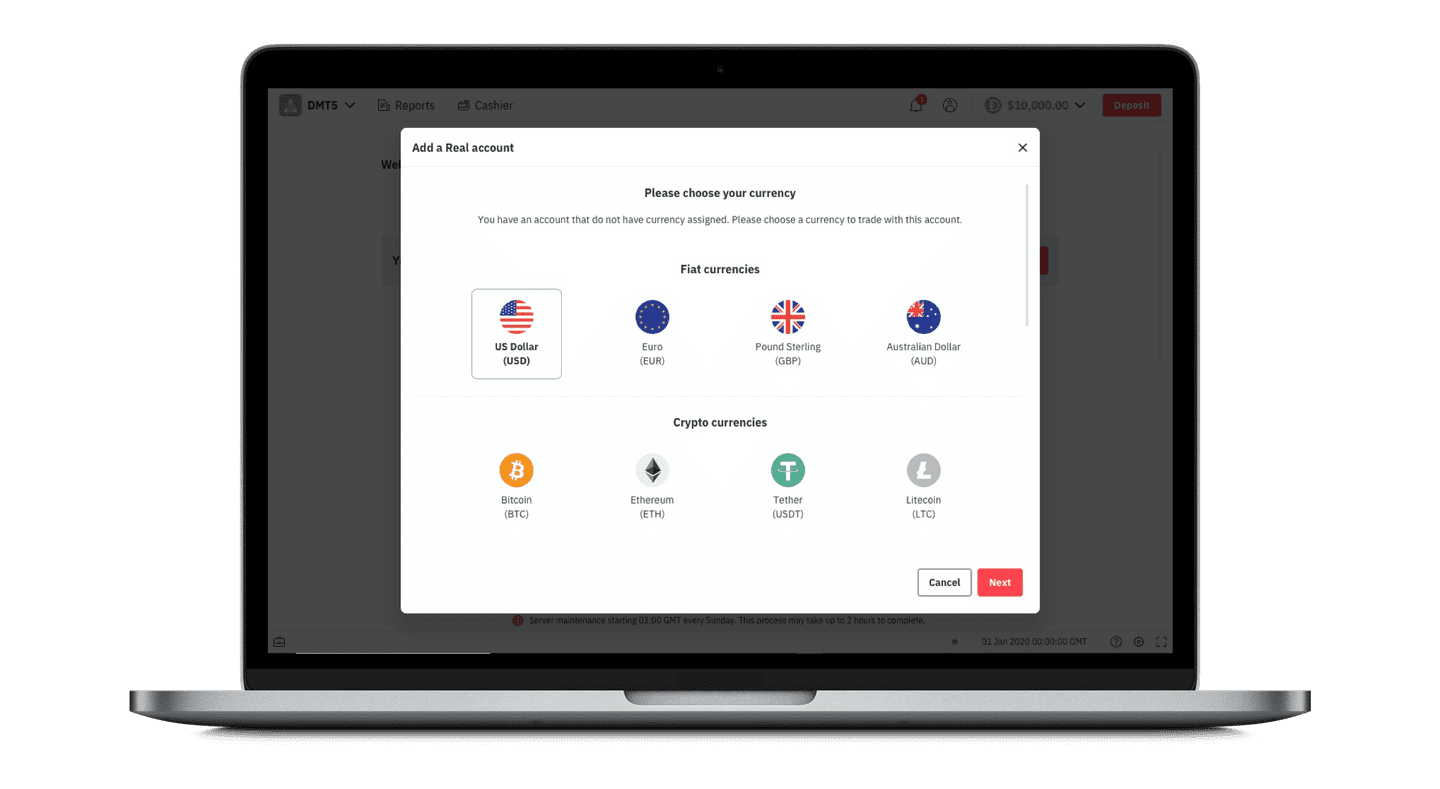 DMT5
Reports
Cashier
1
$10,000.00
Deposit
Add a Real account
Wel
Please choose your currency
You have an account that do not have currency assigned. Please choose a currency to trade with this account.
Y
Fiat currencies
US Dollar
(USD)
Euro
(EUR)
Pound Sterling
(GBP)
Australian Dollar
(AUD)
Crypto currencies
Bitcoin
(BTC)
Ethereum
(ETH)
Tether
(USDT)
Litecoin
(LTC)
Cancel
Next
Server maintenance starting 03:00 GMT every Sunday. This process may take up to 2 hours to complete.
01 Jan 2020 00:00:00 GMT